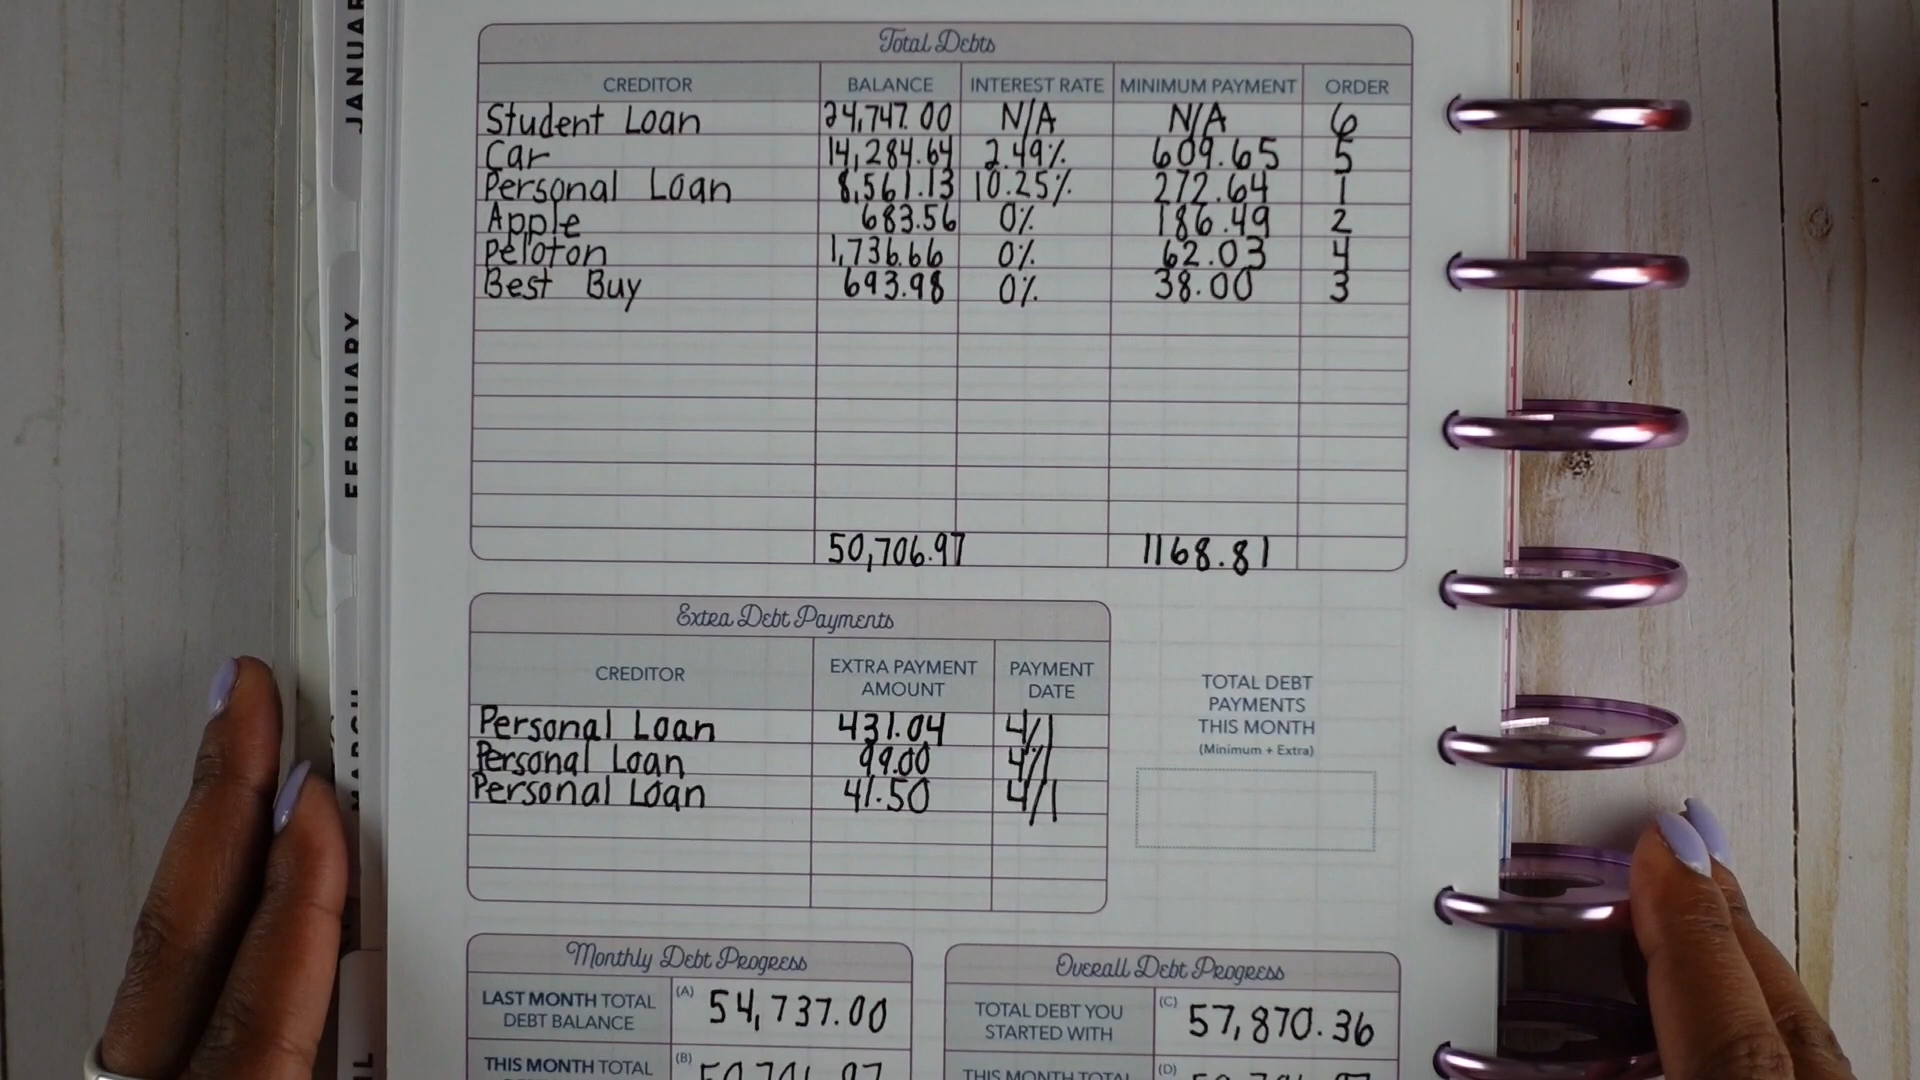 JANUAR
FEBRUARY
MARCH
Total Debts
CREDITOR BALANCE INTEREST RATE MINIMUM PAYMENT ORDER
Student Loan 24,747.00 N/A N/A 6
Car 14,284.64 2.49% 609.65 5
Personal Loan 8,561.13 10.25% 272.64 1
Apple 683.56 0% 186.49 2
Peloton 1,736.66 0% 62.03 4
Best Buy 693.98 0% 38.00 3
50,706.97 1168.81
Extra Debt Payments
CREDITOR EXTRA PAYMENT AMOUNT PAYMENT DATE
Personal Loan 431.04 4/1
Personal Loan 99.00 4/1
Personal Loan 41.50 4/1
TOTAL DEBT
PAYMENTS
THIS MONTH
(Minimum + Extra)
Monthly Debt Progress
LAST MONTH TOTAL DEBT BALANCE (A) 54,737.00
THIS MONTH TOTAL (B)
Overall Debt Progress
TOTAL DEBT YOU STARTED WITH (C) 57,870.36
THIS MONTH TOTAL (D)